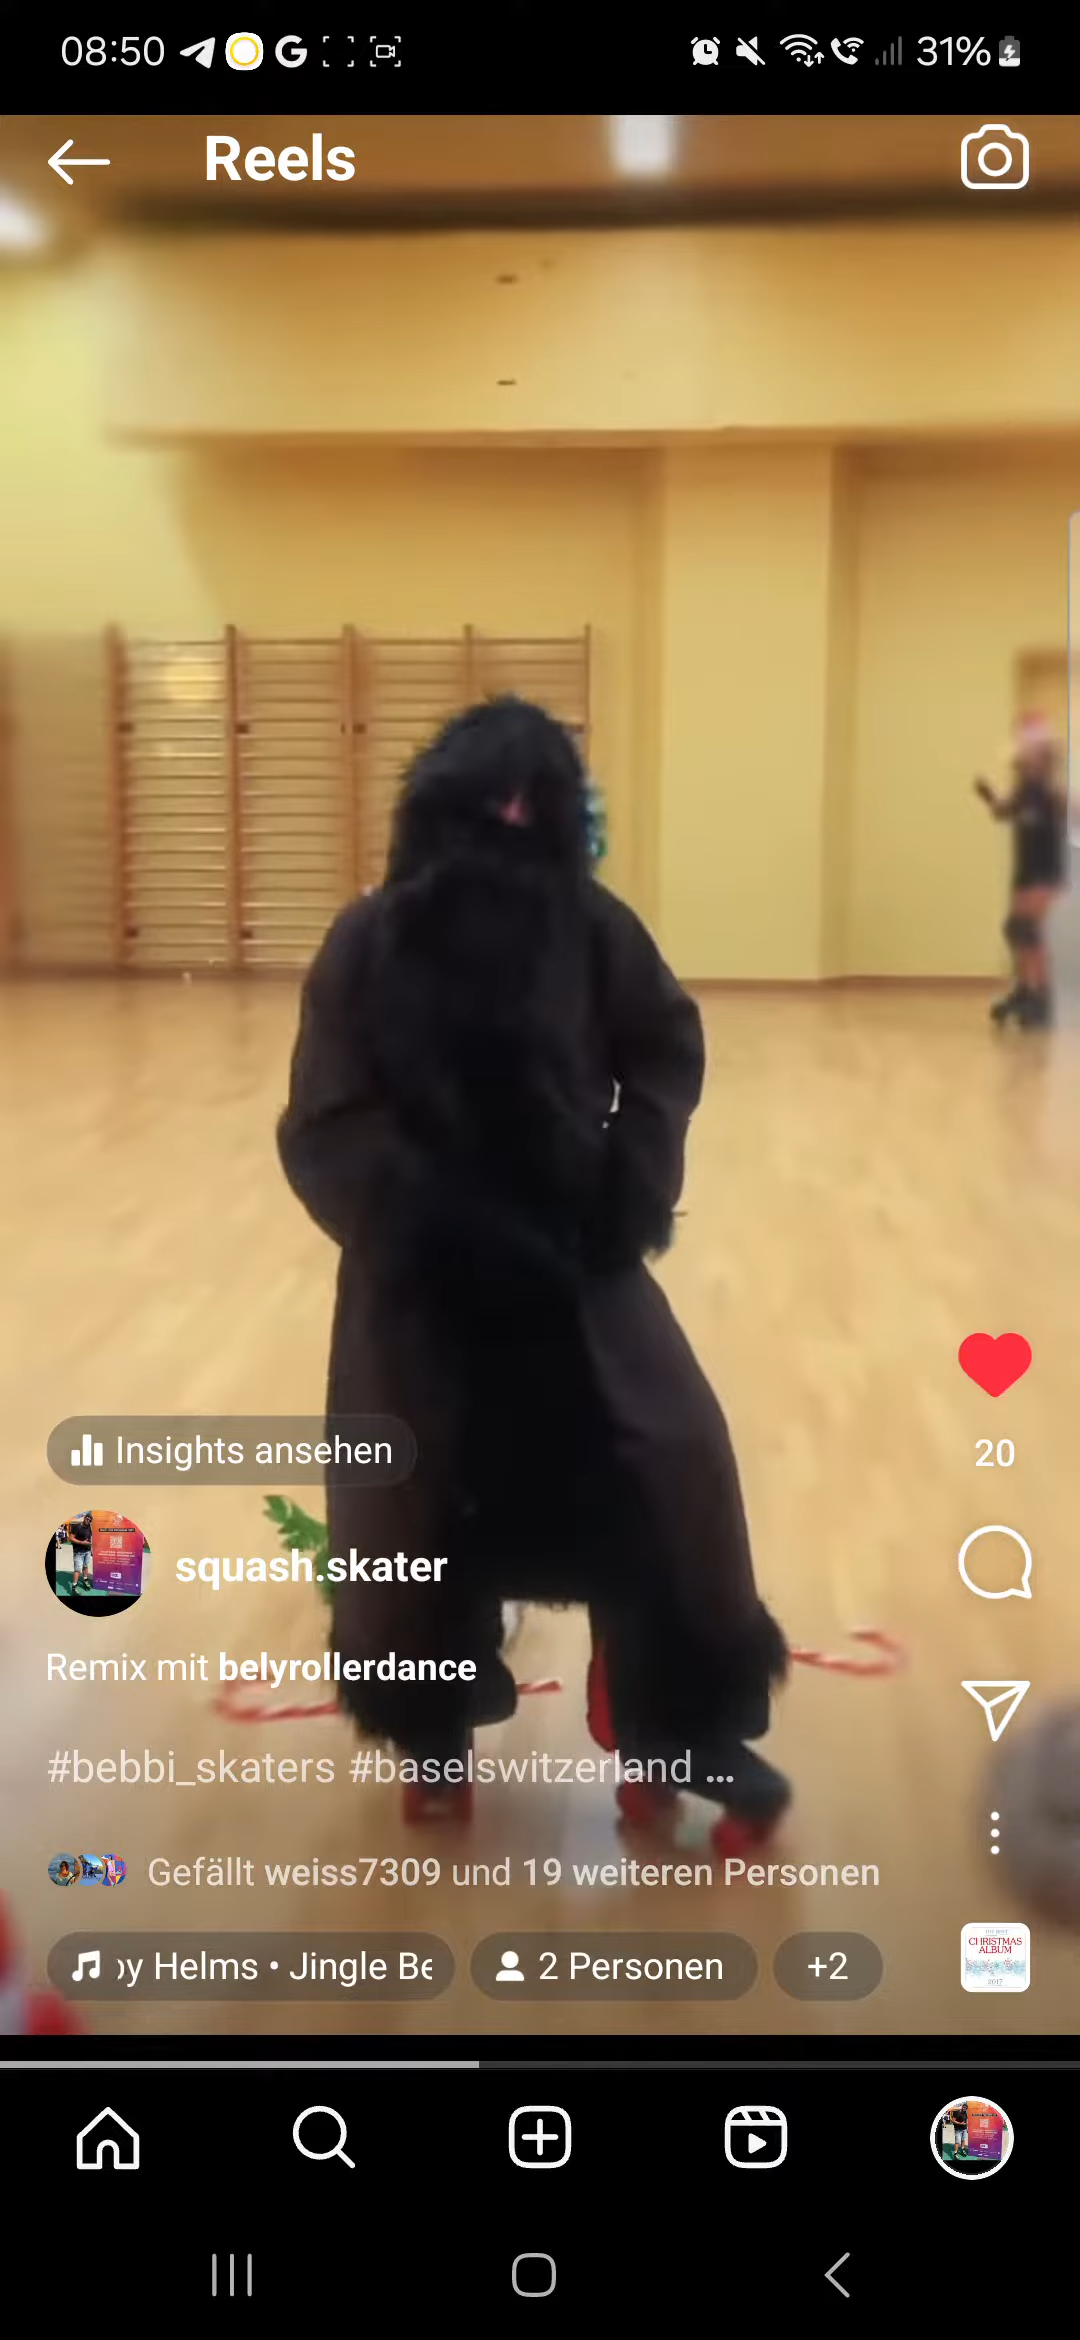 08:50
31%
Reels
Insights ansehen
squash.skater
Remix mit belyrollerdance
#bebbi_skaters #baselswitzerland ...
Gefällt weiss7309 und 19 weiteren Personen
Helms • Jingle
2 Personen
+2
20
CHRISTMAS
ALBUM
2017